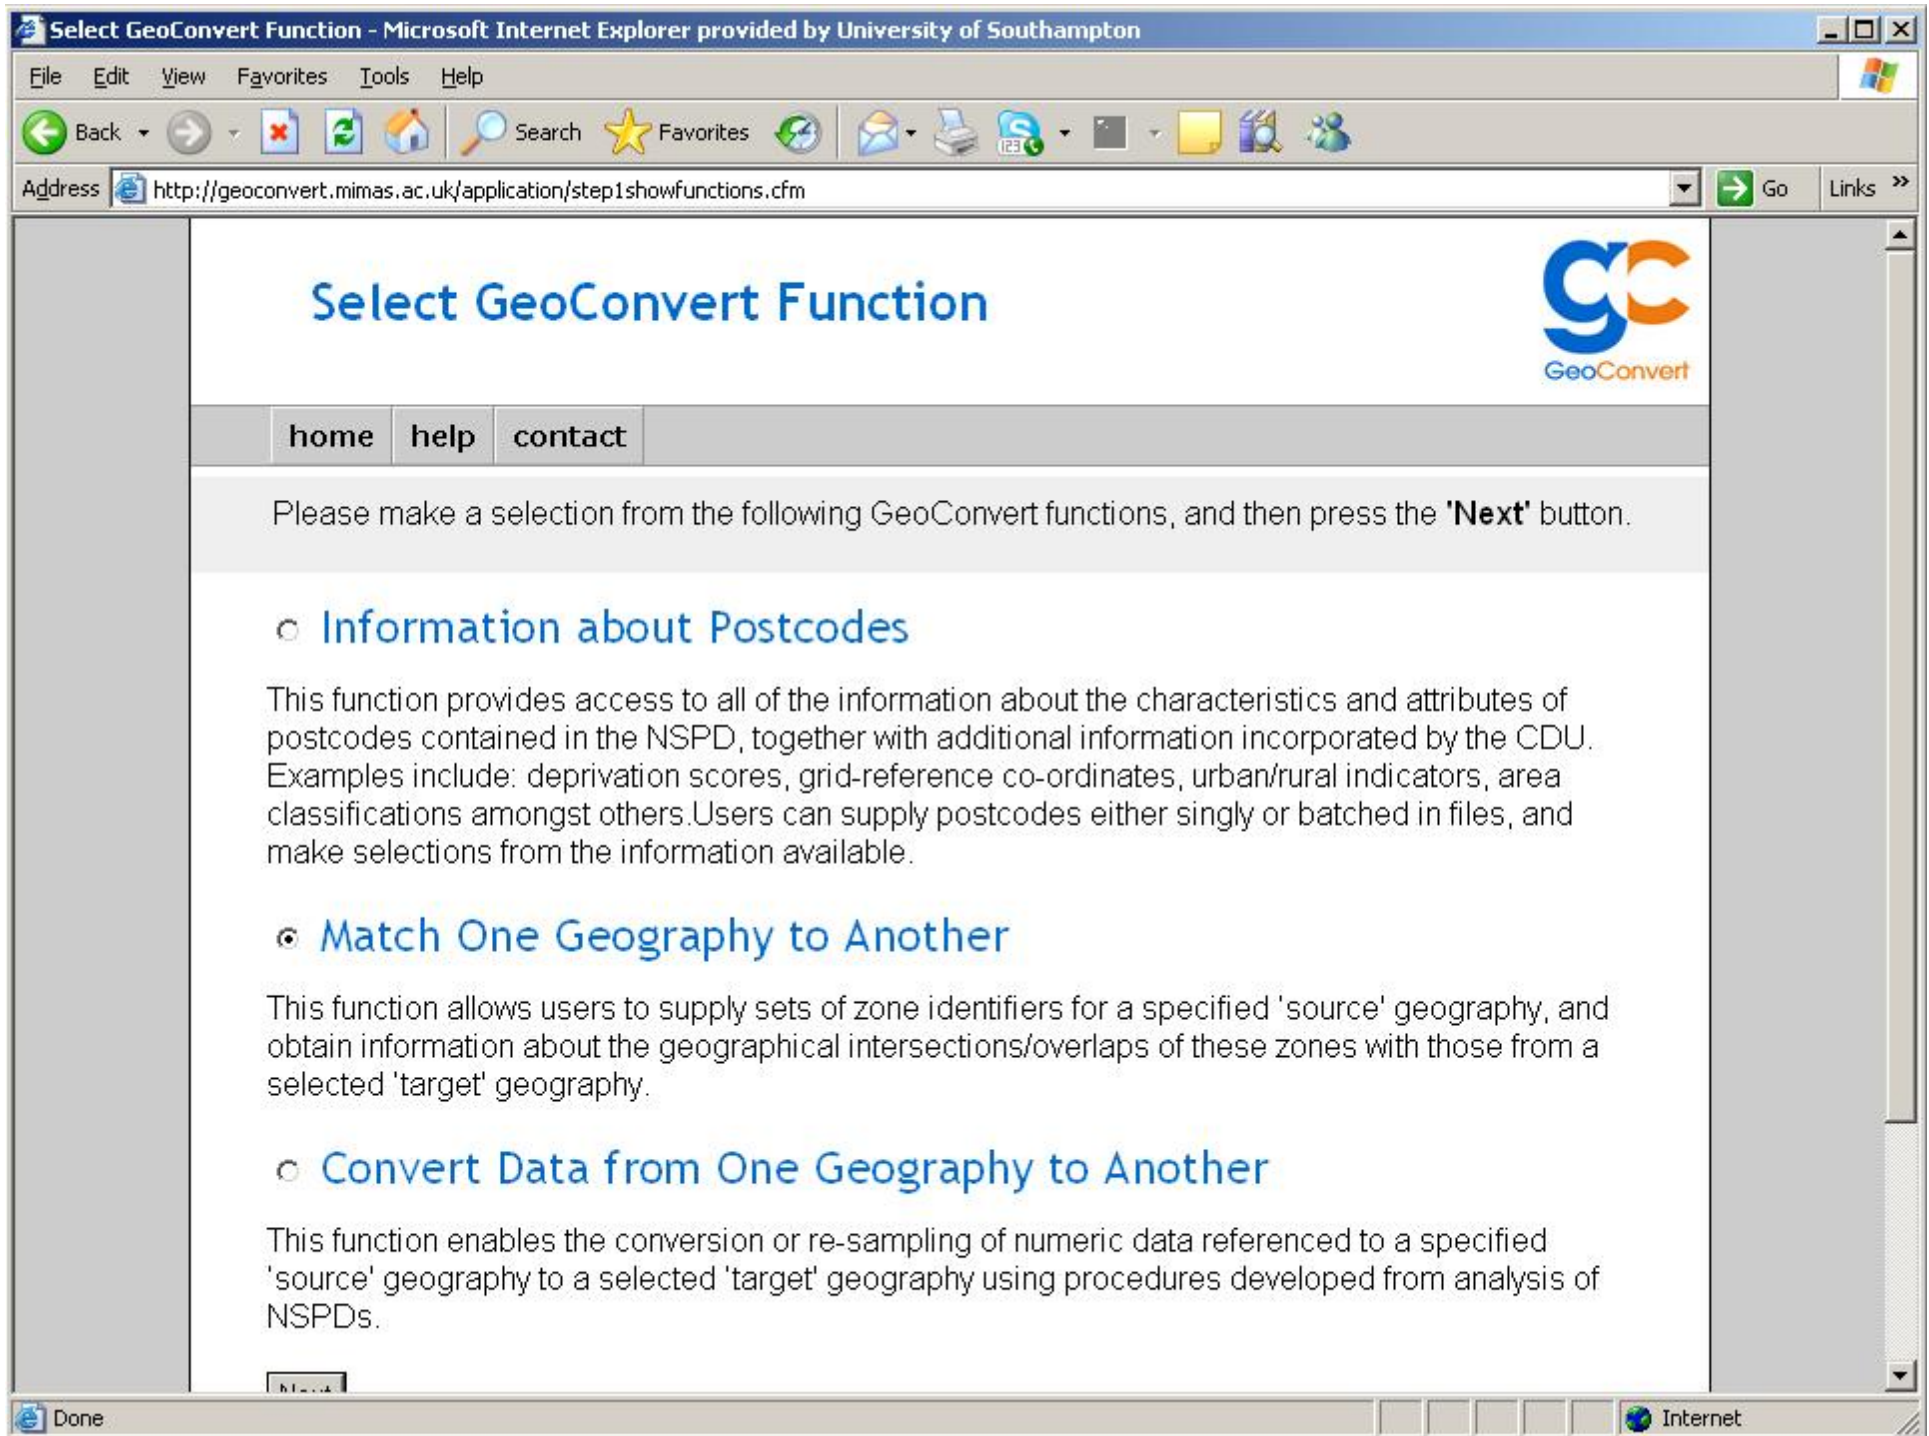 Select GeoConvert Function - Microsoft Internet Explorer provided by University of Southampton
File Edit View Favorites Tools Help
Back Search Favorites
Address http://geoconvert.mimas.ac.uk/application/step1showfunctions.cfm Go Links »
Select GeoConvert Function
gc
GeoConvert
home help contact
Please make a selection from the following GeoConvert functions, and then press the 'Next' button.
Information about Postcodes
This function provides access to all of the information about the characteristics and attributes of
postcodes contained in the NSPD, together with additional information incorporated by the CDU.
Examples include: deprivation scores, grid-reference co-ordinates, urban/rural indicators, area
classifications amongst others.Users can supply postcodes either singly or batched in files, and
make selections from the information available.
Match One Geography to Another
This function allows users to supply sets of zone identifiers for a specified 'source' geography, and
obtain information about the geographical intersections/overlaps of these zones with those from a
selected 'target' geography.
Convert Data from One Geography to Another
This function enables the conversion or re-sampling of numeric data referenced to a specified
'source' geography to a selected 'target' geography using procedures developed from analysis of
NSPDs.
Next
Done Internet